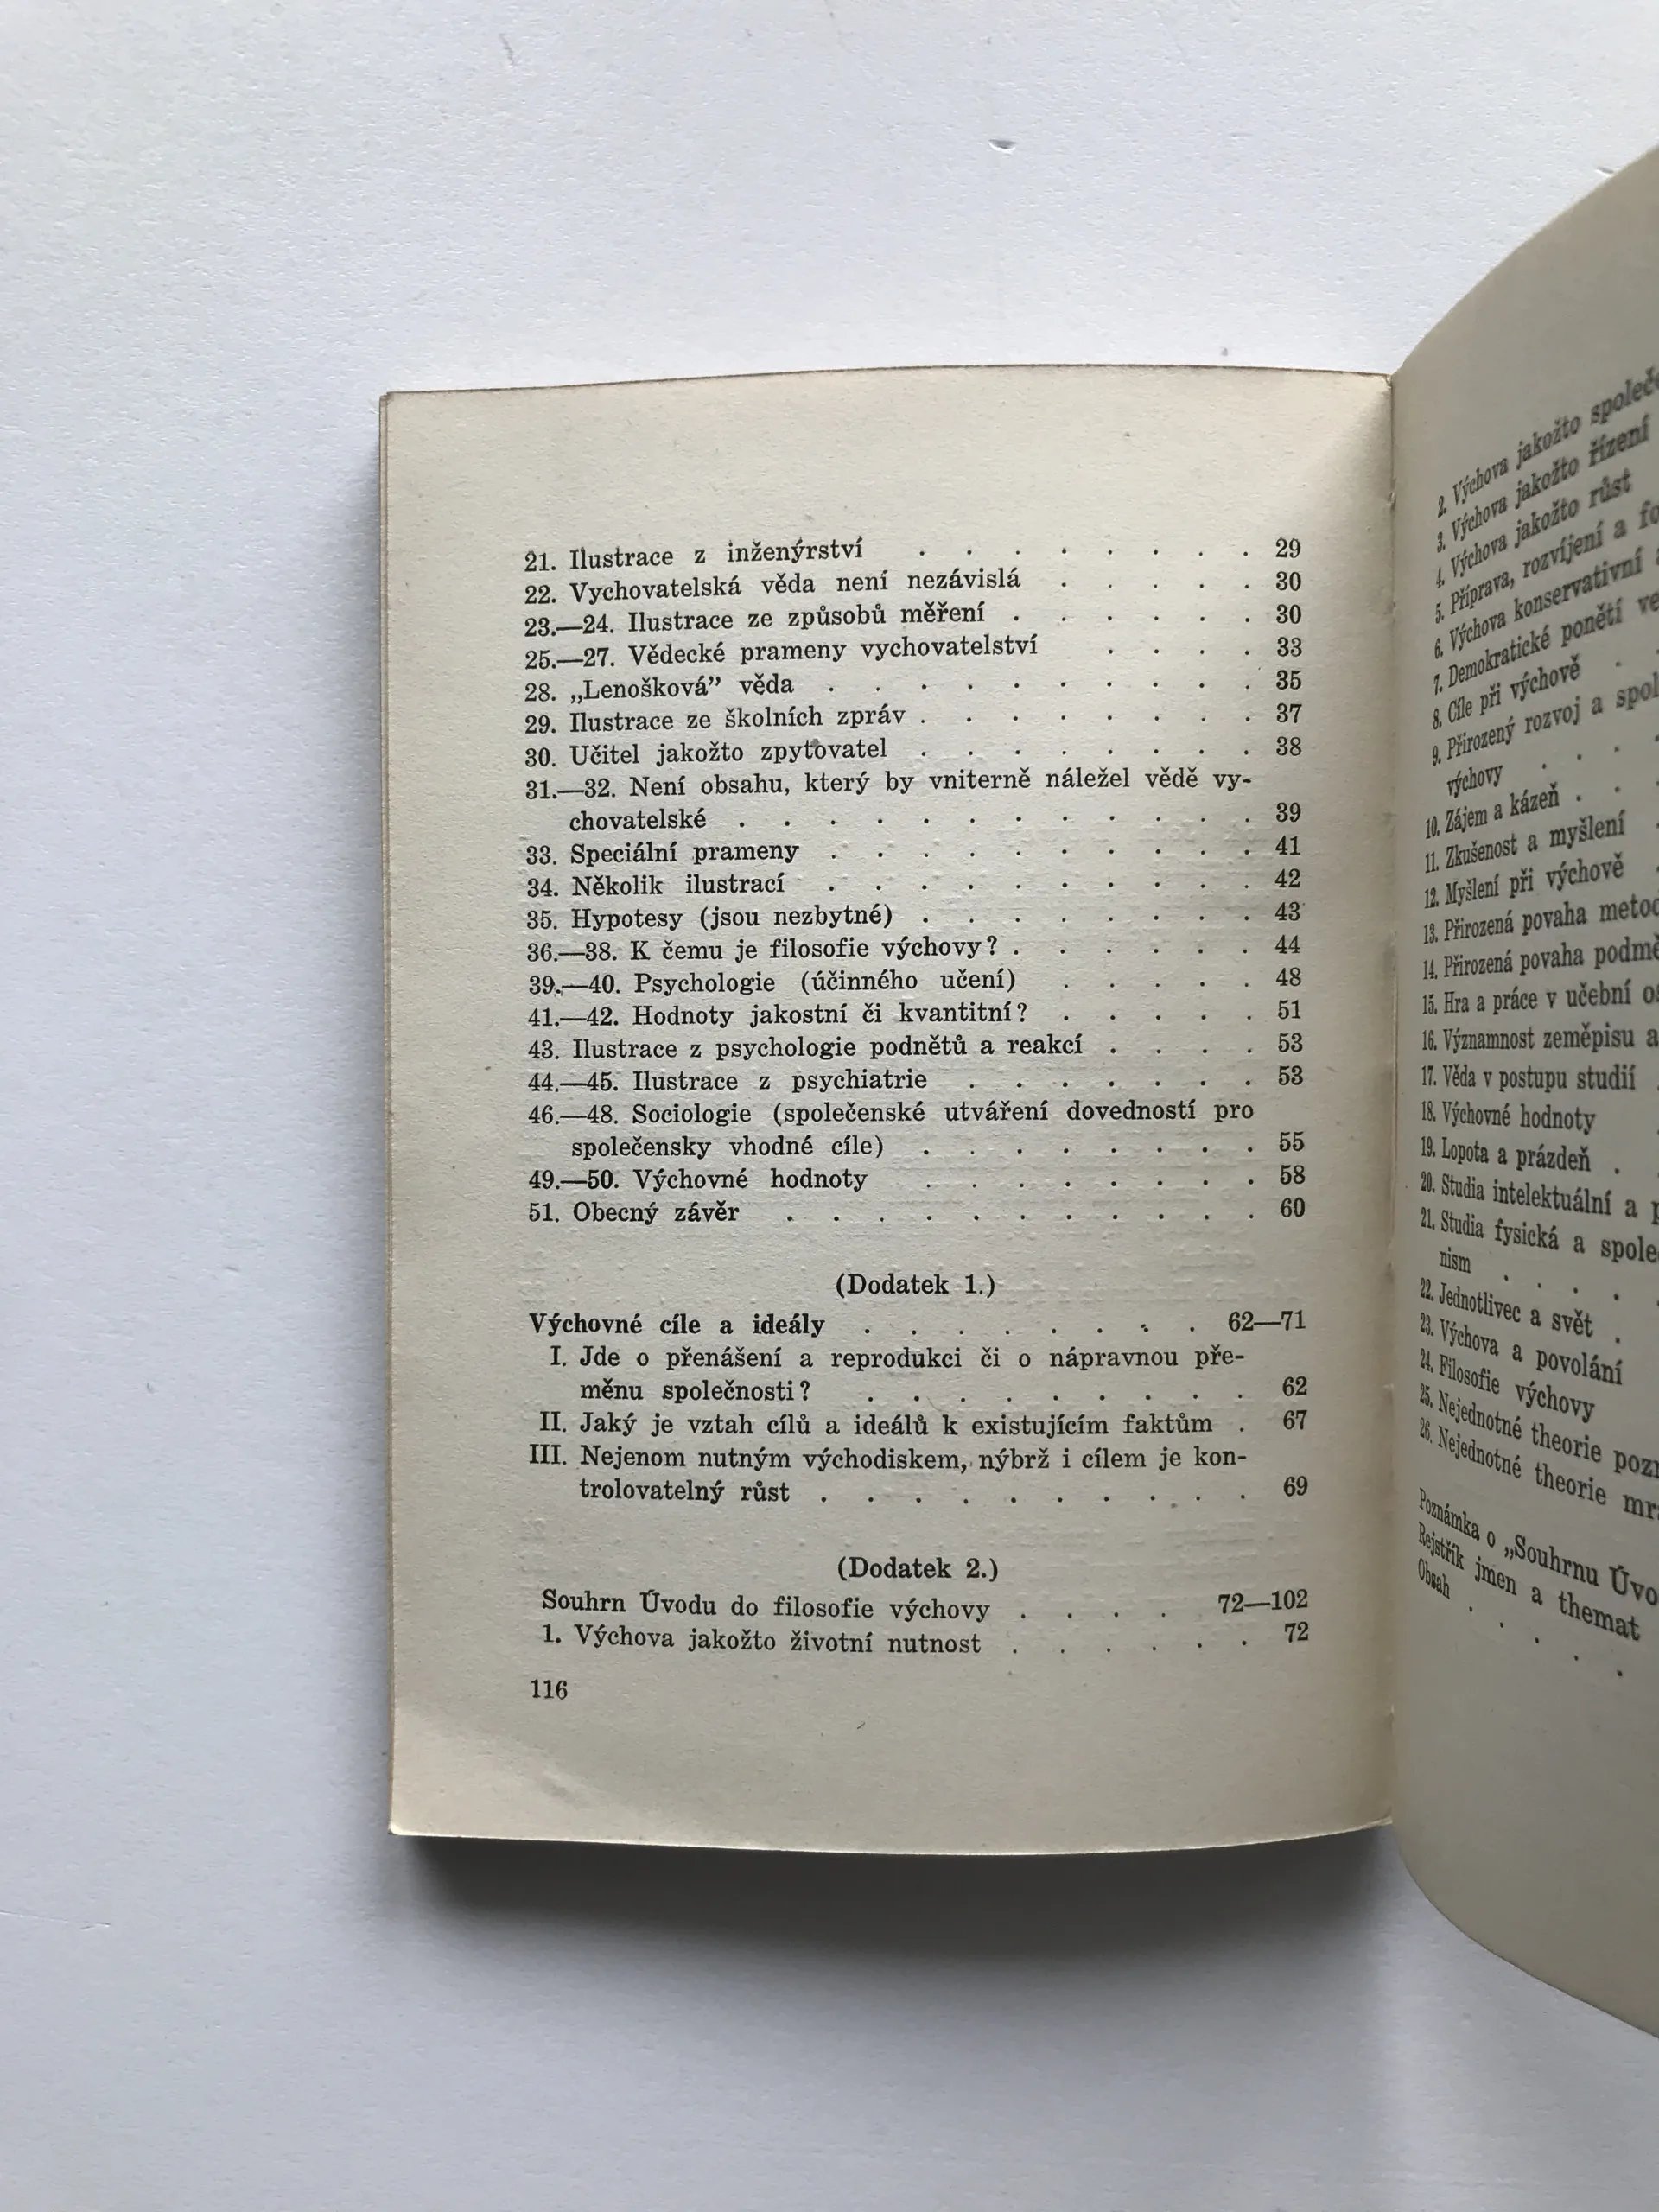 21. Ilustrace z inženýrství . . . . . . . . 29
22. Vychovatelská věda není nezávislá . . . . . 30
23.—24. Ilustrace ze způsobů měření . . . . . . 30
25.—27. Vědecké prameny vychovatelství . . . . 33
28. „Lenošková” věda . . . . . . . . . . 35
29. Ilustrace ze školních zpráv . . . . . . . . 37
30. Učitel jakožto zpytovatel . . . . . . . . 38
31.—32. Není obsahu, který by vniterně náležel vědě vy-
chovatelské . . . . . . . . . . . . 39
33. Speciální prameny . . . . . . . . . . 41
34. Několik ilustrací . . . . . . . . . . 42
35. Hypotesy (jsou nezbytné) . . . . . . . . 43
36.—38. K čemu je filosofie výchovy? . . . . . . 44
39.—40. Psychologie (účinného učení) . . . . . 48
41.—42. Hodnoty jakostní či kvantitní? . . . . . 51
43. Ilustrace z psychologie podnětů a reakcí . . . . 53
44.—45. Ilustrace z psychiatrie . . . . . . . 53
46.—48. Sociologie (společenské utváření dovedností pro
společensky vhodné cíle) . . . . . . . . 55
49.—50. Výchovné hodnoty . . . . . . . . 58
51. Obecný závěr . . . . . . . . . . . 60
(Dodatek 1.)
Výchovné cíle a ideály . . . . . . . . 62—71
I. Jde o přenášení a reprodukci či o nápravnou pře-
měnu společnosti? . . . . . . . . . 62
II. Jaký je vztah cílů a ideálů k existujícím faktům . 67
III. Nejenom nutným východiskem, nýbrž i cílem je kon-
trolovatelný růst . . . . . . . . . . 69
(Dodatek 2.)
Souhrn Úvodu do filosofie výchovy . . . . 72—102
1. Výchova jakožto životní nutnost . . . . . . 72
116
2. Výchova jakožto
3. Výchova jakožto řízení
4. Výchova jakožto růst
5. Příprava, rozvíjení a
6. Výchova konservativní
7. Demokratické ponětí
8. Cíle při výchově .
9. Přirozený rozvoj a
výchovy . . .
10. Zájem a kázeň . .
11. Zkušenost a myšlení
12. Myšlení při výchově .
13. Přirozená povaha
14. Přirozená povaha
15. Hra a práce v učební
16. Významnost zeměpisu a
17. Věda v postupu studií .
18. Výchovné hodnoty
19. Lopota a prázdeň .
20. Studia intelektuální a
21. Studia fysická a
nism . . . .
22. Jednotlivec a svět .
23. Výchova a povolání
24. Filosofie výchovy
25. Nejednotné theorie
26. Nejednotné theorie
Poznámka o „Souhrnu
Rejstřík jmen a themat
Obsah . . . .